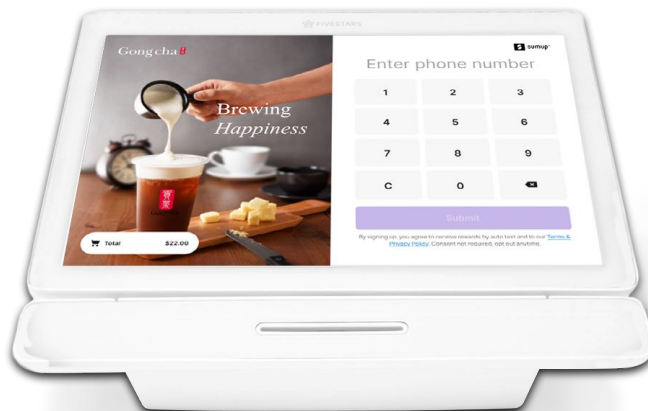 FIVESTARS
Gong cha
Brewing
Happiness
Total $22.00
sumup
Enter phone number
1 2 3
4 5 6
7 8 9
C 0
Submit
By signing up, you agree to receive rewards by auto text and to our Terms &
Privacy Policy. Consent not required, opt out anytime.